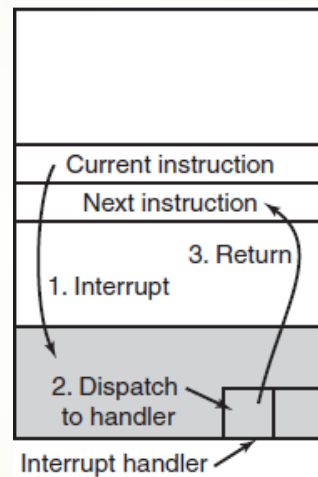 Current instruction
Next instruction
3. Return
1. Interrupt
2. Dispatch
to handler
Interrupt handler